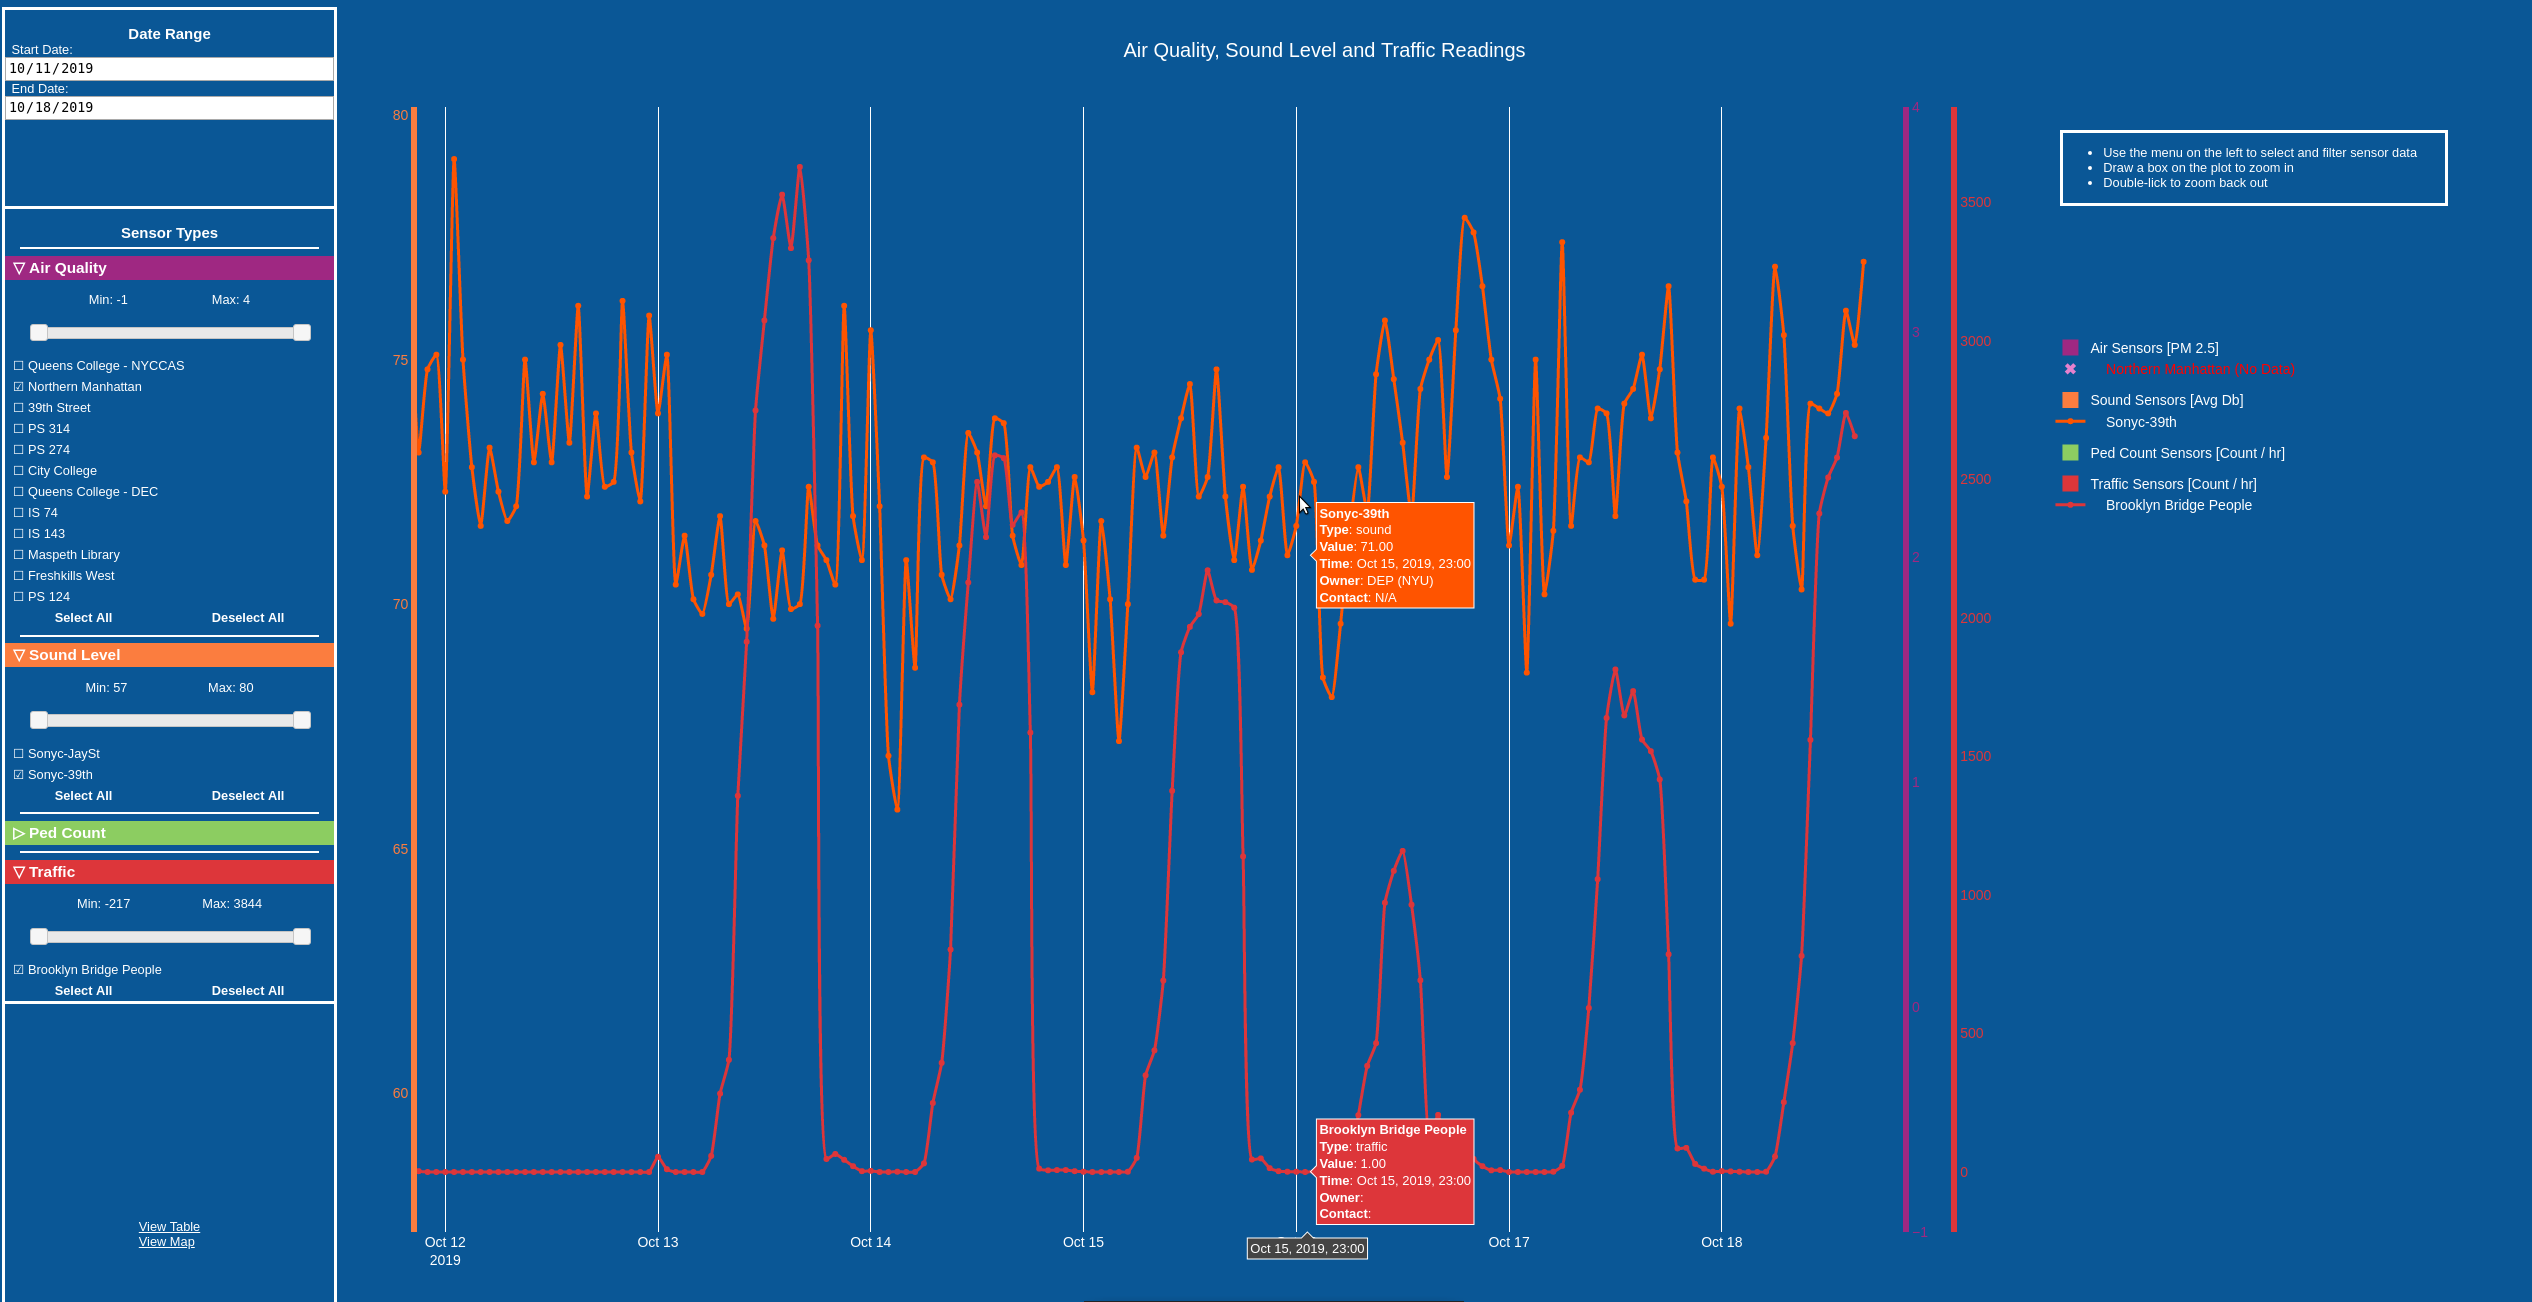 Date Range
Start Date:
10/11/2019
End Date:
10/18/2019
Sensor Types
▽ Air Quality
Min: -1 Max: 4
☐ Queens College - NYCCAS
☑ Northern Manhattan
☐ 39th Street
☐ PS 314
☐ PS 274
☐ City College
☐ Queens College - DEC
☐ IS 74
☐ IS 143
☐ Maspeth Library
☐ Freshkills West
☐ PS 124
Select All Deselect All
▽ Sound Level
Min: 57 Max: 80
☐ Sonyc-JaySt
☑ Sonyc-39th
Select All Deselect All
▷ Ped Count
▽ Traffic
Min: -217 Max: 3844
☑ Brooklyn Bridge People
Select All Deselect All
View Table
View Map
Air Quality, Sound Level and Traffic Readings
80
75
70
65
60
Sonyc-39th
Type: sound
Value: 71.00
Time: Oct 15, 2019, 23:00
Owner: DEP (NYU)
Contact: N/A
Brooklyn Bridge People
Type: traffic
Value: 1.00
Time: Oct 15, 2019, 23:00
Owner:
Contact:
Oct 12 Oct 13 Oct 14 Oct 15 Oct 17 Oct 18
2019
Oct 15, 2019, 23:00
4
3
2
1
0
−1
3500
3000
2500
2000
1500
1000
500
0
• Use the menu on the left to select and filter sensor data
• Draw a box on the plot to zoom in
• Double-lick to zoom back out
Air Sensors [PM 2.5]
Northern Manhattan (No Data)
Sound Sensors [Avg Db]
Sonyc-39th
Ped Count Sensors [Count / hr]
Traffic Sensors [Count / hr]
Brooklyn Bridge People